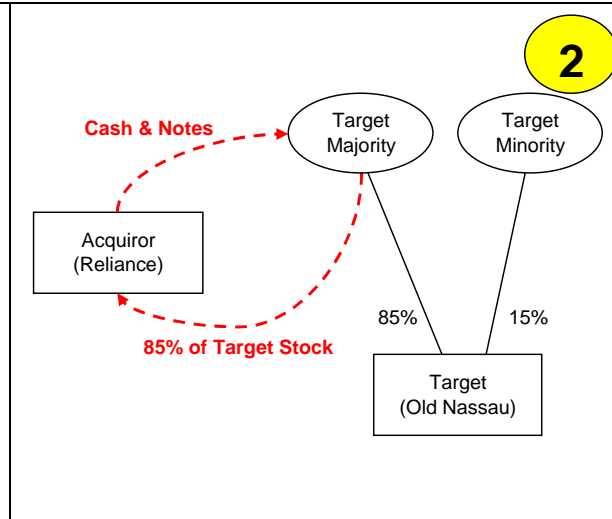 2
Cash & Notes
Target
Majority
Target
Minority
Acquiror
(Reliance)
85%
15%
85% of Target Stock
Target
(Old Nassau)